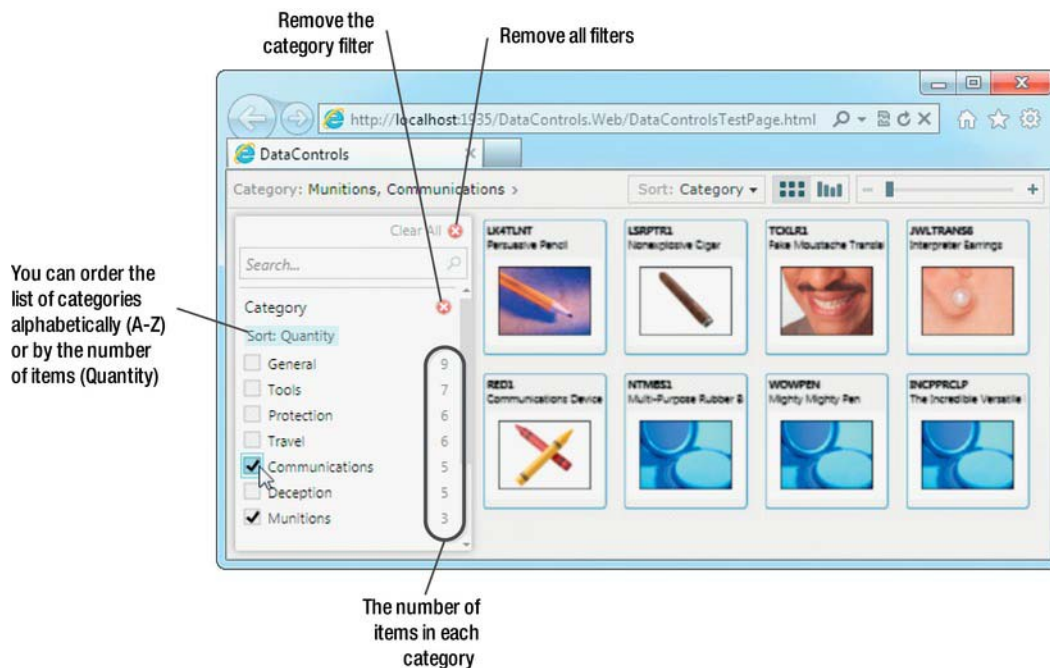 Remove the
category filter
Remove all filters
http://localhost:1935/DataControls.Web/DataControlsTestPage.html
DataControls
Category: Munitions, Communications >
Sort: Category
Clear All
Search...
Category
Sort: Quantity
General 9
Tools 7
Protection 6
Travel 6
Communications 5
Deception 5
Munitions 3
LK4TLNT
Persuasive Pencil
LSRPTR1
Nonexplosive Cigar
TCKLR1
Fake Moustache Transla
JWLTRANS6
Interpreter Earrings
RED1
Communications Device
NTMBS1
Multi-Purpose Rubber B
WOWPEN
Mighty Mighty Pen
INCPPRCLP
The Incredible Versatile
You can order the
list of categories
alphabetically (A-Z)
or by the number
of items (Quantity)
The number of
items in each
category